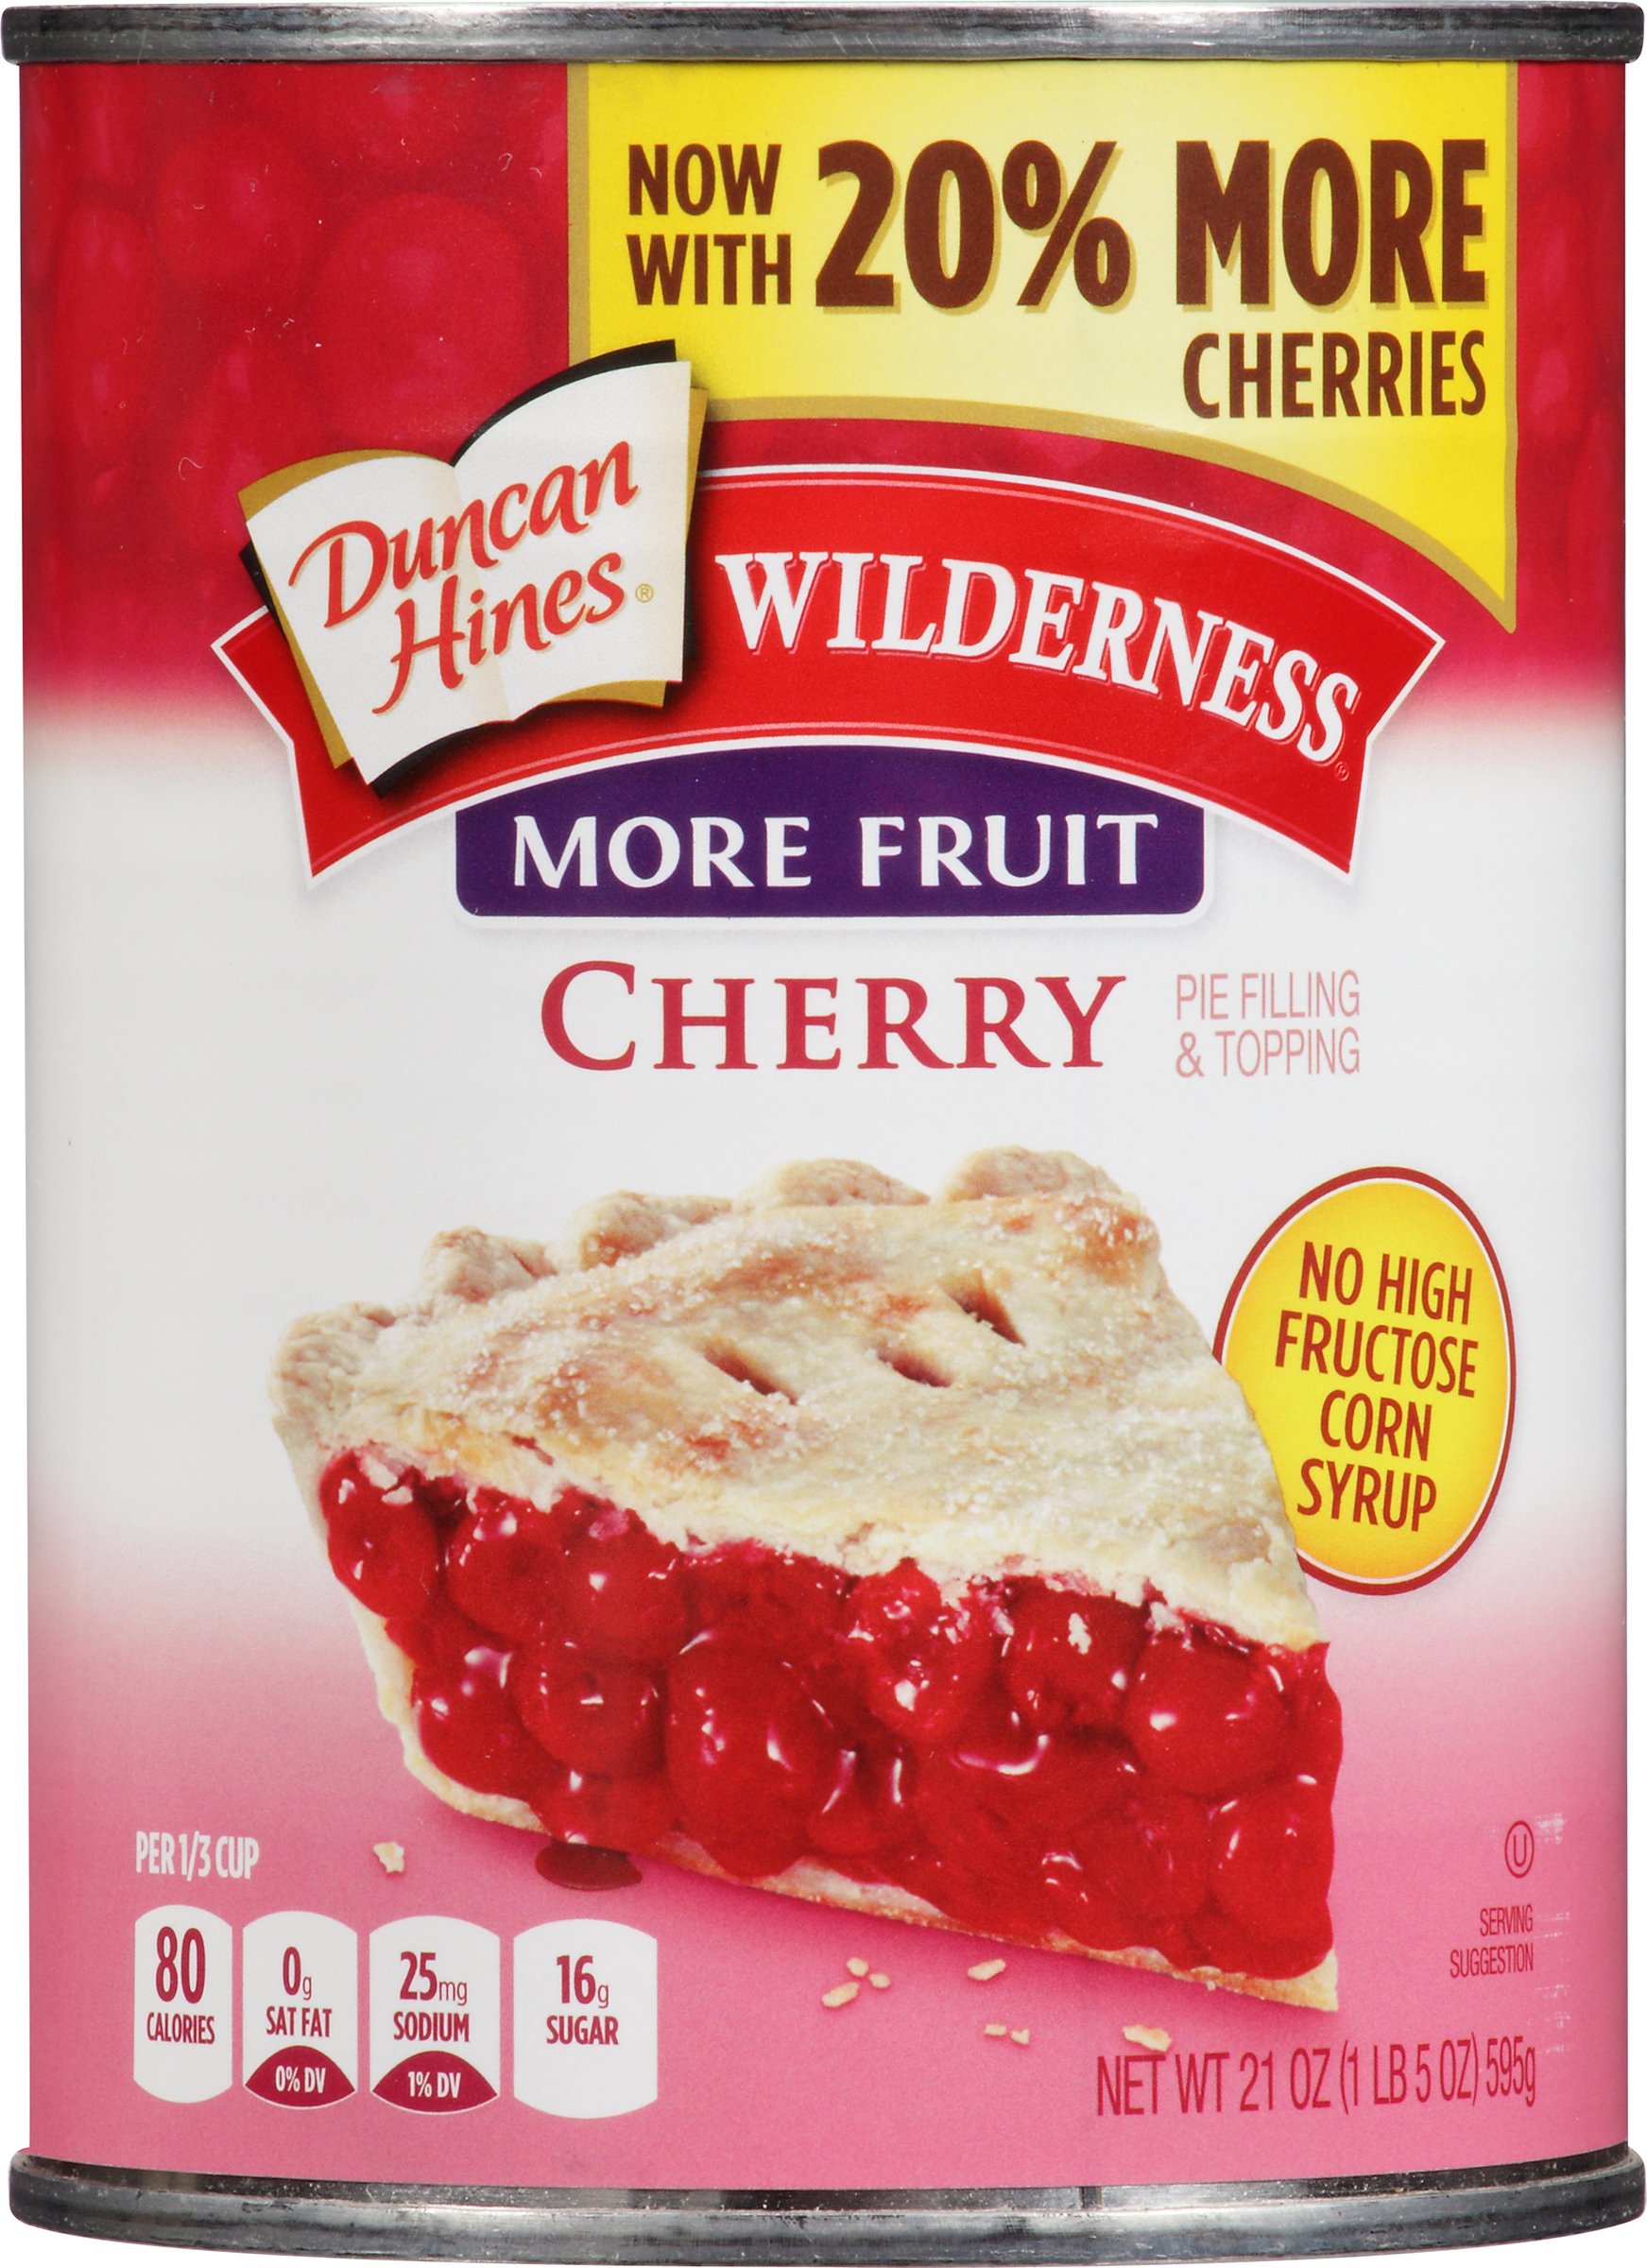 NOW
WITH
20% MORE
CHERRIES
Duncan
Hines®
WILDERNESS®
MORE FRUIT
CHERRY
PIE FILLING
& TOPPING
NO HIGH
FRUCTOSE
CORN
SYRUP
PER 1/3 CUP
80
CALORIES
0g
SAT FAT
0% DV
25mg
SODIUM
1% DV
16g
SUGAR
U
SERVING
SUGGESTION
NET WT 21 OZ (1 LB 5 OZ) 595g